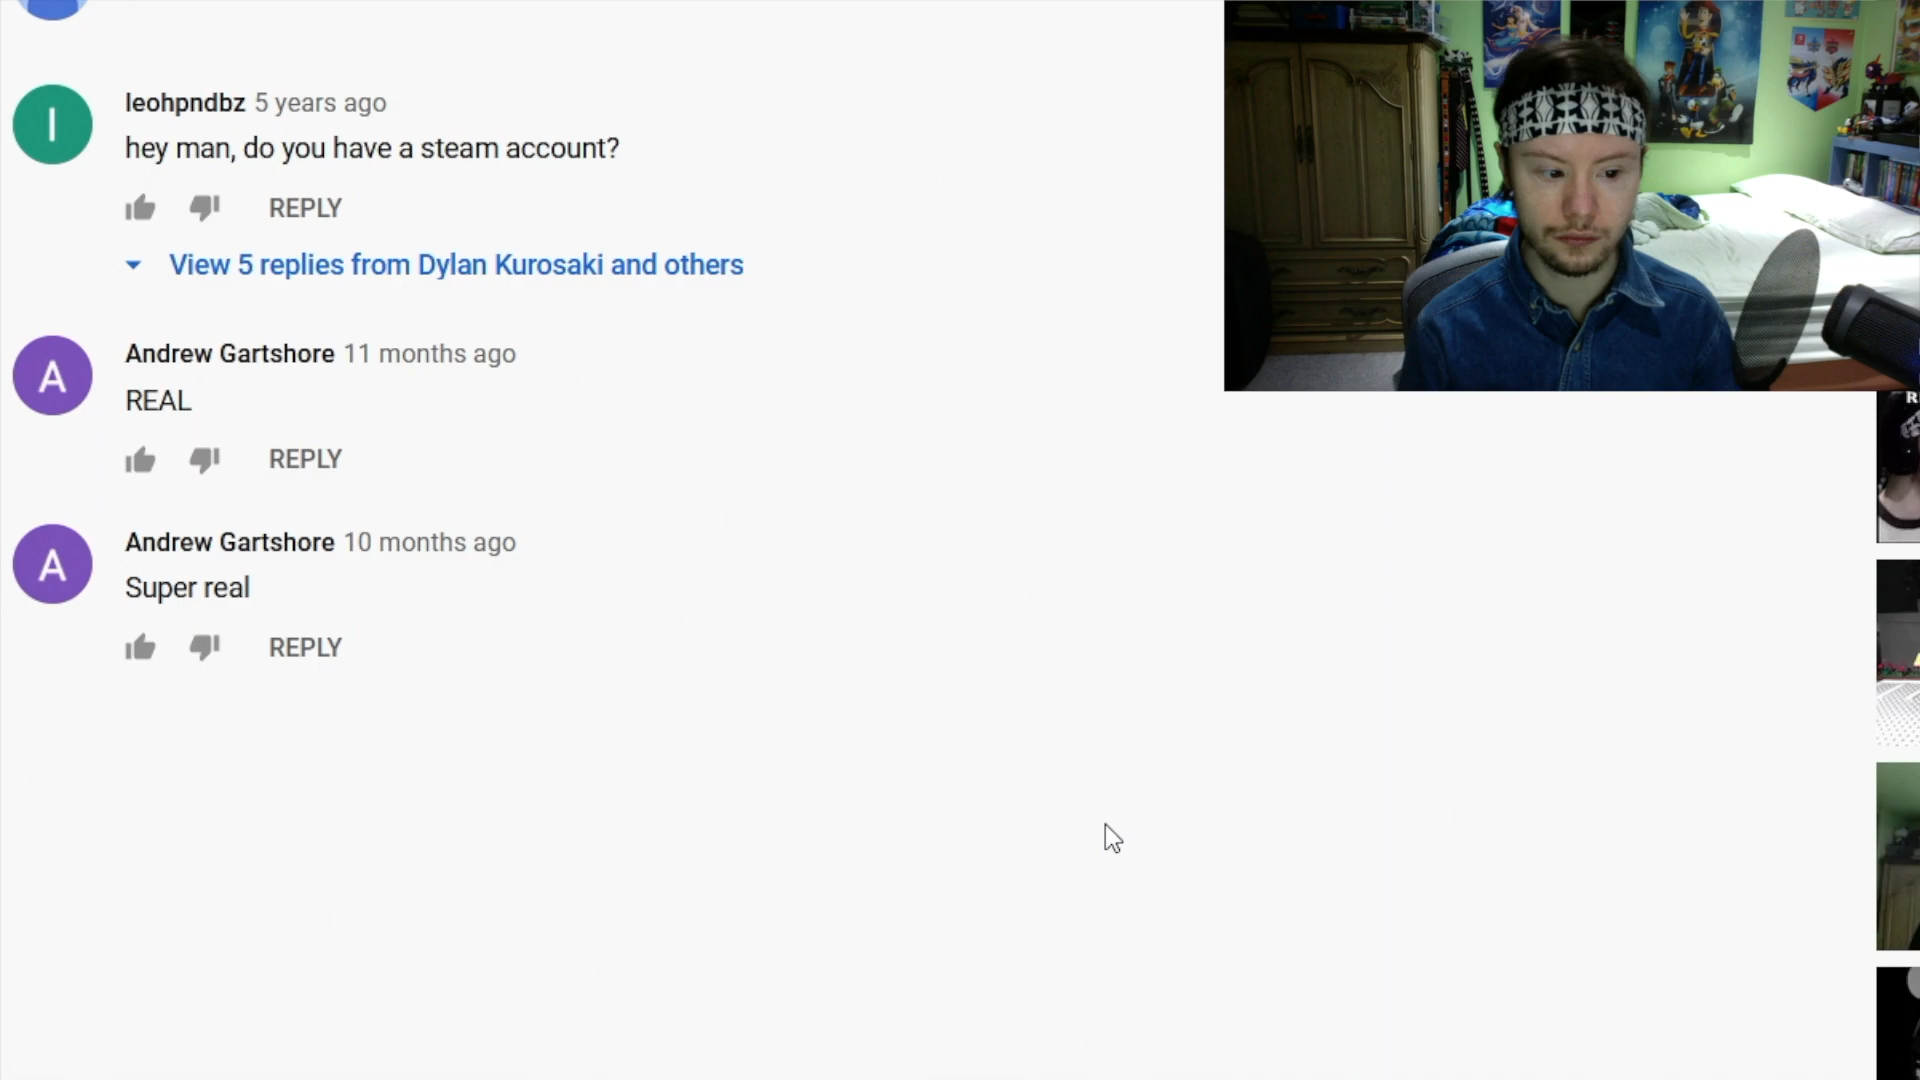 leohpndbz 5 years ago
hey man, do you have a steam account?
REPLY
View 5 replies from Dylan Kurosaki and others
A
Andrew Gartshore 11 months ago
REAL
REPLY
A
Andrew Gartshore 10 months ago
Super real
REPLY